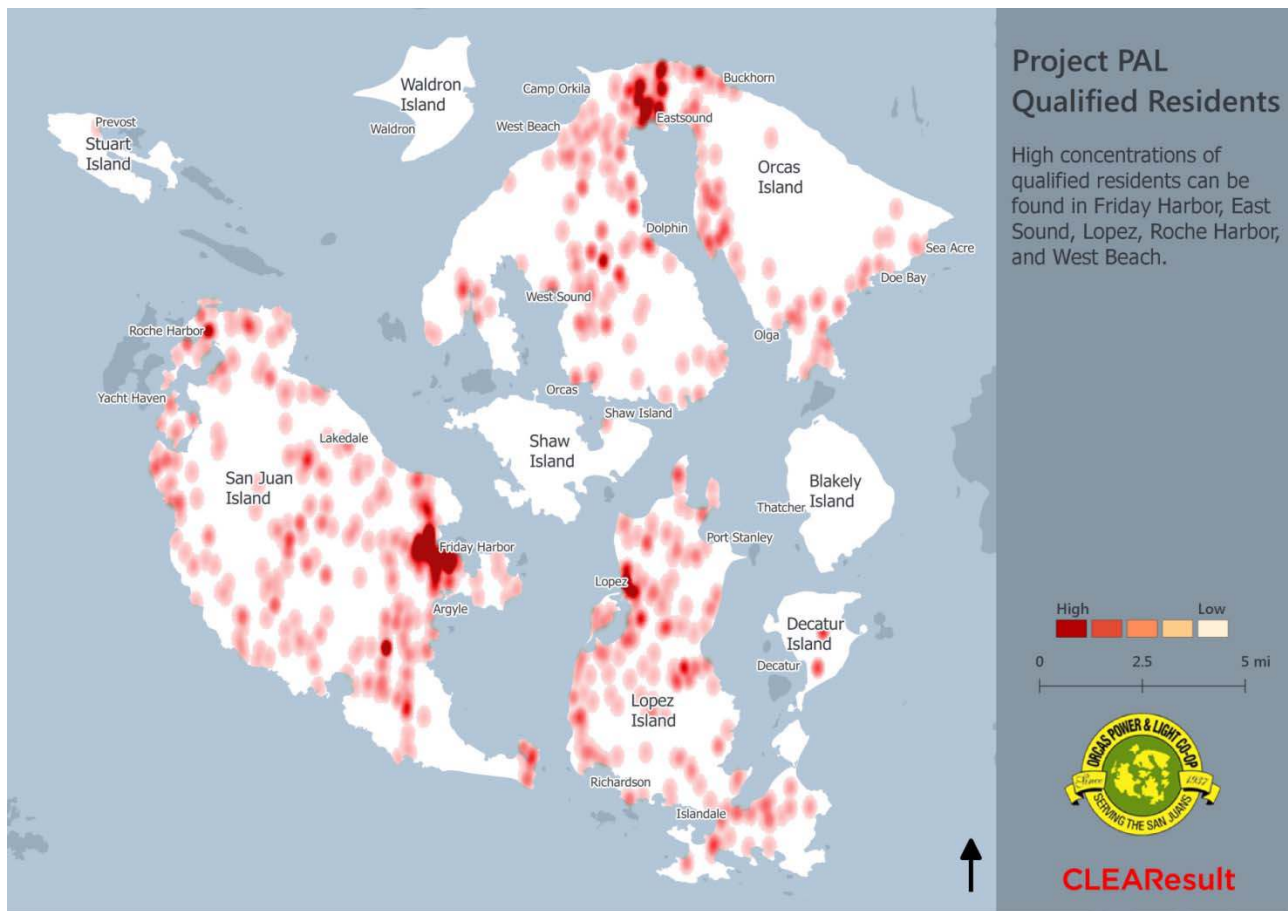 Project PAL
Qualified Residents
High concentrations of
qualified residents can be
found in Friday Harbor, East
Sound, Lopez, Roche Harbor,
and West Beach.
Waldron
Island
Waldron
Prevost
Stuart
Island
Camp Orkila
Buckhorn
West Beach
Eastsound
Orcas
Island
Dolphin
Sea Acre
Doe Bay
West Sound
Olga
Roche Harbor
Yacht Haven
Orcas
Shaw Island
Lakedale
Shaw
Island
San Juan
Island
Blakely
Island
Thatcher
Friday Harbor
Port Stanley
Lopez
Argyle
Decatur
Island
Decatur
Lopez
Island
Richardson
Islandale
High Low
0 2.5 5 mi
ORCAS POWER & LIGHT CO-OP
Since 1937
SERVING THE SAN JUANS
CLEAResult